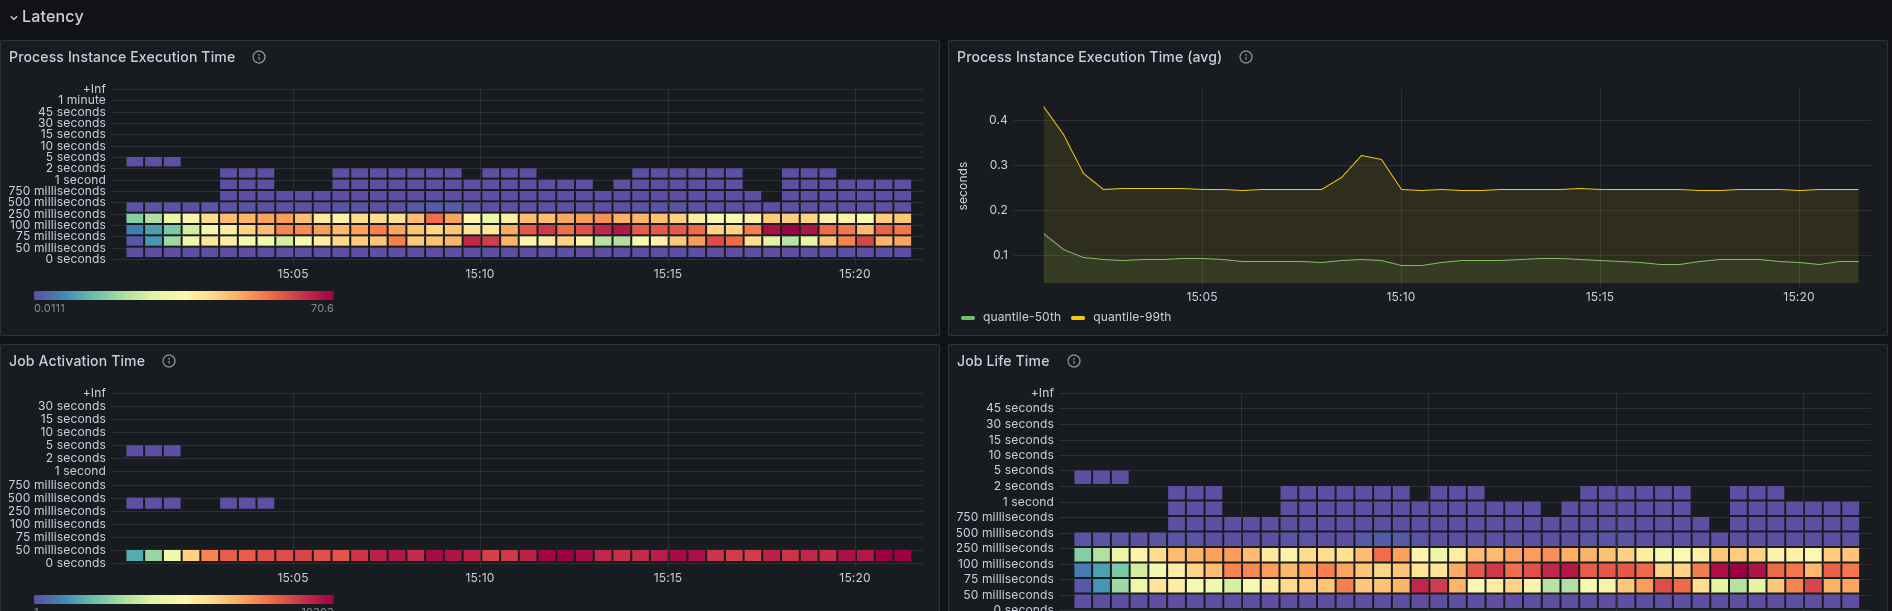 Latency
Process Instance Execution Time
+Inf
1 minute
45 seconds
30 seconds
15 seconds
10 seconds
5 seconds
2 seconds
1 second
750 milliseconds
500 milliseconds
250 milliseconds
100 milliseconds
75 milliseconds
50 milliseconds
0 seconds
15:05 15:10 15:15 15:20
0.0111 70.6
Process Instance Execution Time (avg)
seconds
0.4
0.3
0.2
0.1
15:05 15:10 15:15 15:20
quantile-50th quantile-99th
Job Activation Time
+Inf
30 seconds
15 seconds
10 seconds
5 seconds
2 seconds
1 second
750 milliseconds
500 milliseconds
250 milliseconds
100 milliseconds
75 milliseconds
50 milliseconds
0 seconds
15:05 15:10 15:15 15:20
Job Life Time
+Inf
45 seconds
30 seconds
15 seconds
10 seconds
5 seconds
2 seconds
1 second
750 milliseconds
500 milliseconds
250 milliseconds
100 milliseconds
75 milliseconds
50 milliseconds
0 seconds